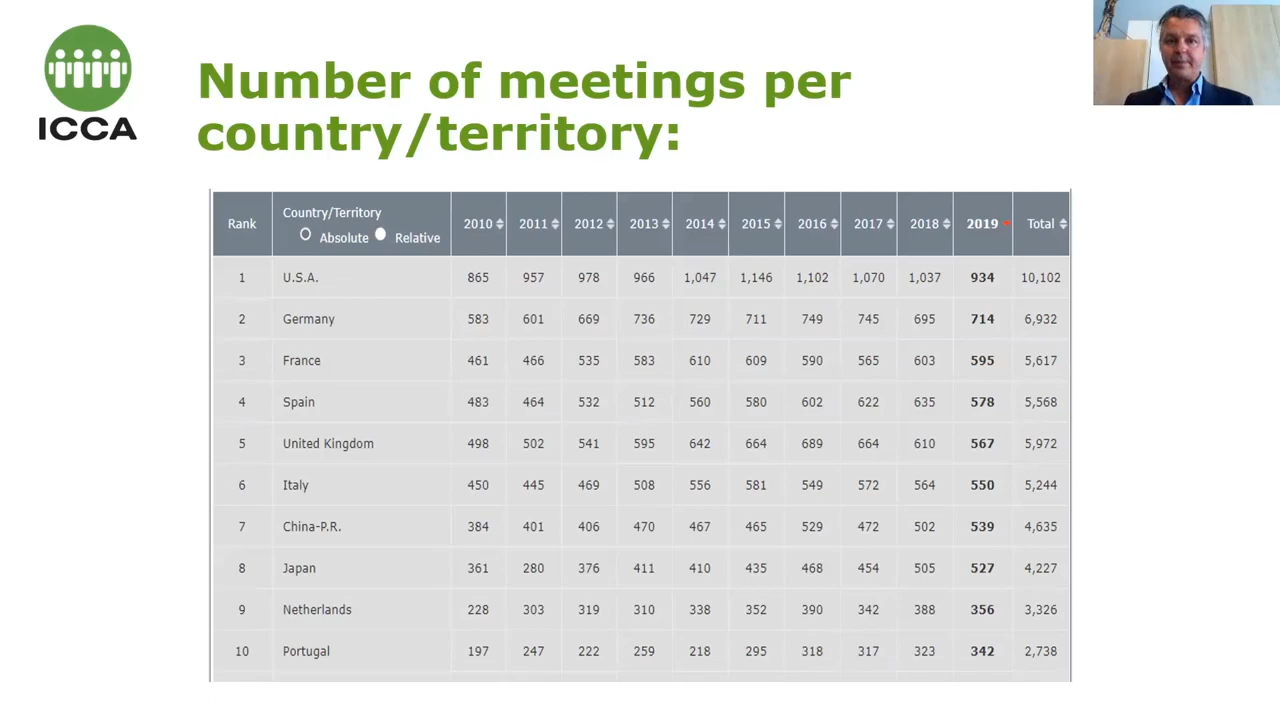 ICCA
Number of meetings per
country/territory:
Rank Country/Territory Absolute Relative 2010 2011 2012 2013 2014 2015 2016 2017 2018 2019 Total
1 U.S.A. 865 957 978 966 1,047 1,146 1,102 1,070 1,037 934 10,102
2 Germany 583 601 669 736 729 711 749 745 695 714 6,932
3 France 461 466 535 583 610 609 590 565 603 595 5,617
4 Spain 483 464 532 512 560 580 602 622 635 578 5,568
5 United Kingdom 498 502 541 595 642 664 689 664 610 567 5,972
6 Italy 450 445 469 508 556 581 549 572 564 550 5,244
7 China-P.R. 384 401 406 470 467 465 529 472 502 539 4,635
8 Japan 361 280 376 411 410 435 468 454 505 527 4,227
9 Netherlands 228 303 319 310 338 352 390 342 388 356 3,326
10 Portugal 197 247 222 259 218 295 318 317 323 342 2,738